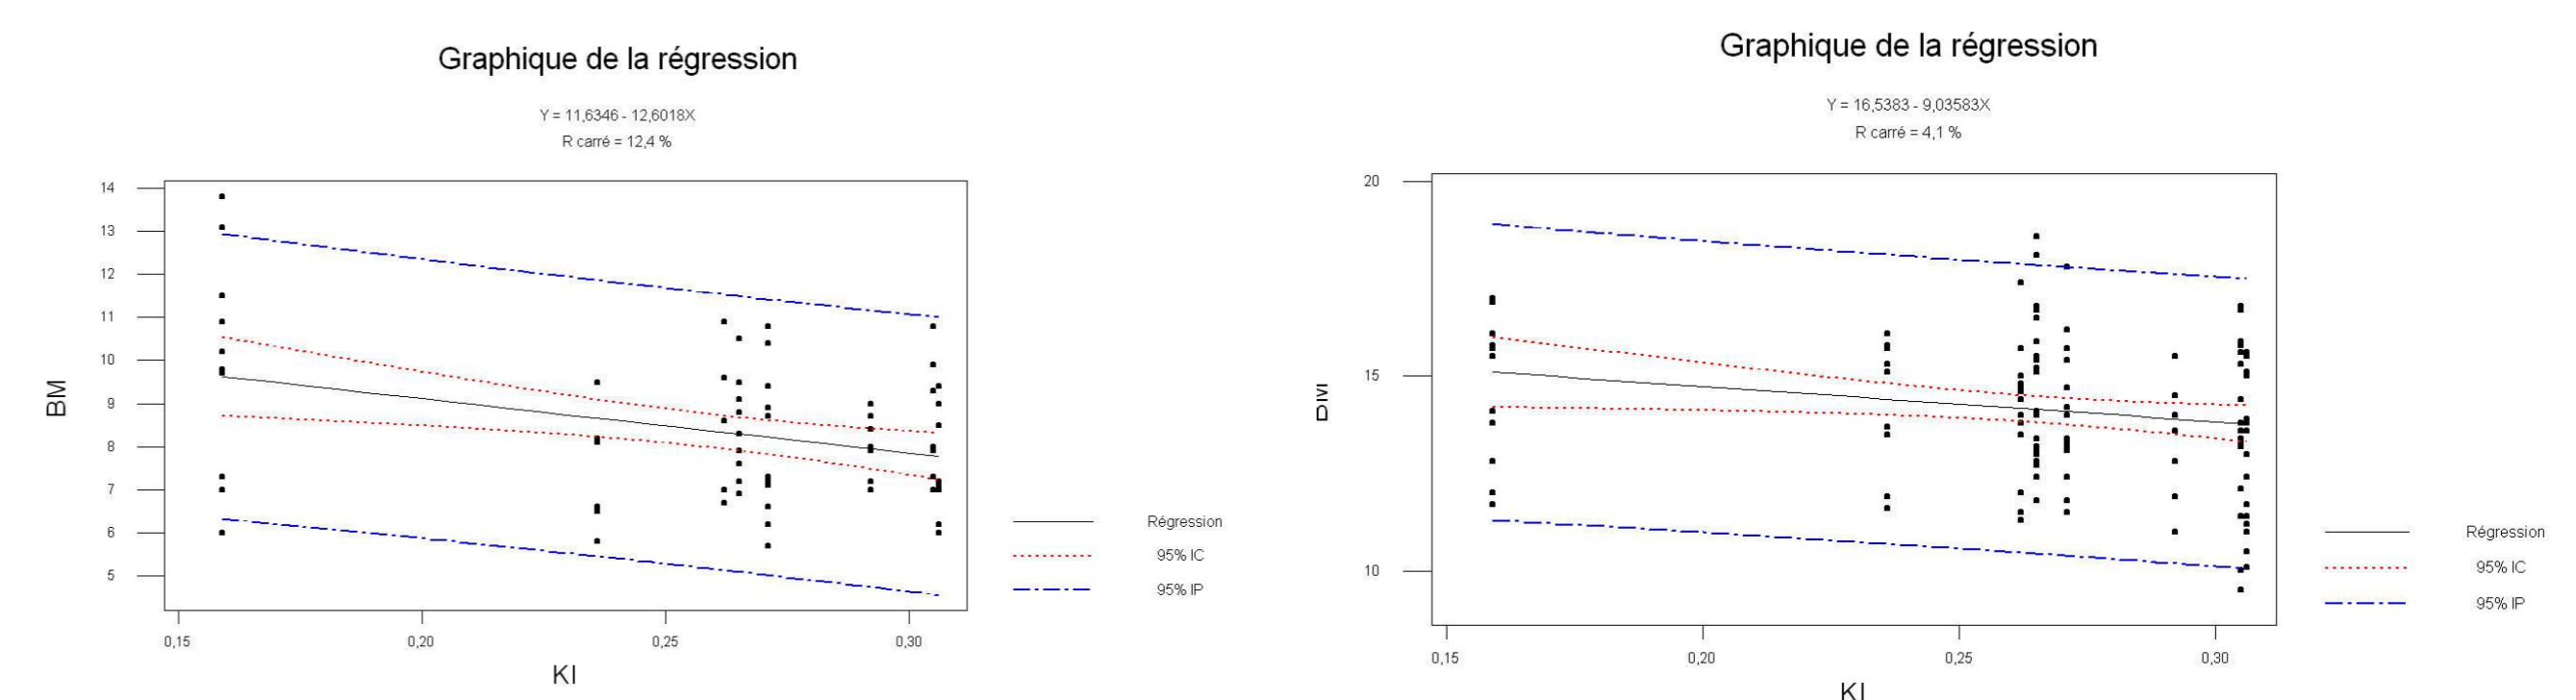 Graphique de la régression
Y = 11,6346 - 12,6018X
R carré = 12,4 %
14
13
12
11
10
9
8
7
6
5
BM
0,15
0,20
0,25
0,30
KI
Régression
95% IC
95% IP
Graphique de la régression
Y = 16,5383 - 9,03583X
R carré = 4,1 %
20
15
10
0,15
0,20
0,25
0,30
KI
Régression
95% IC
95% IP